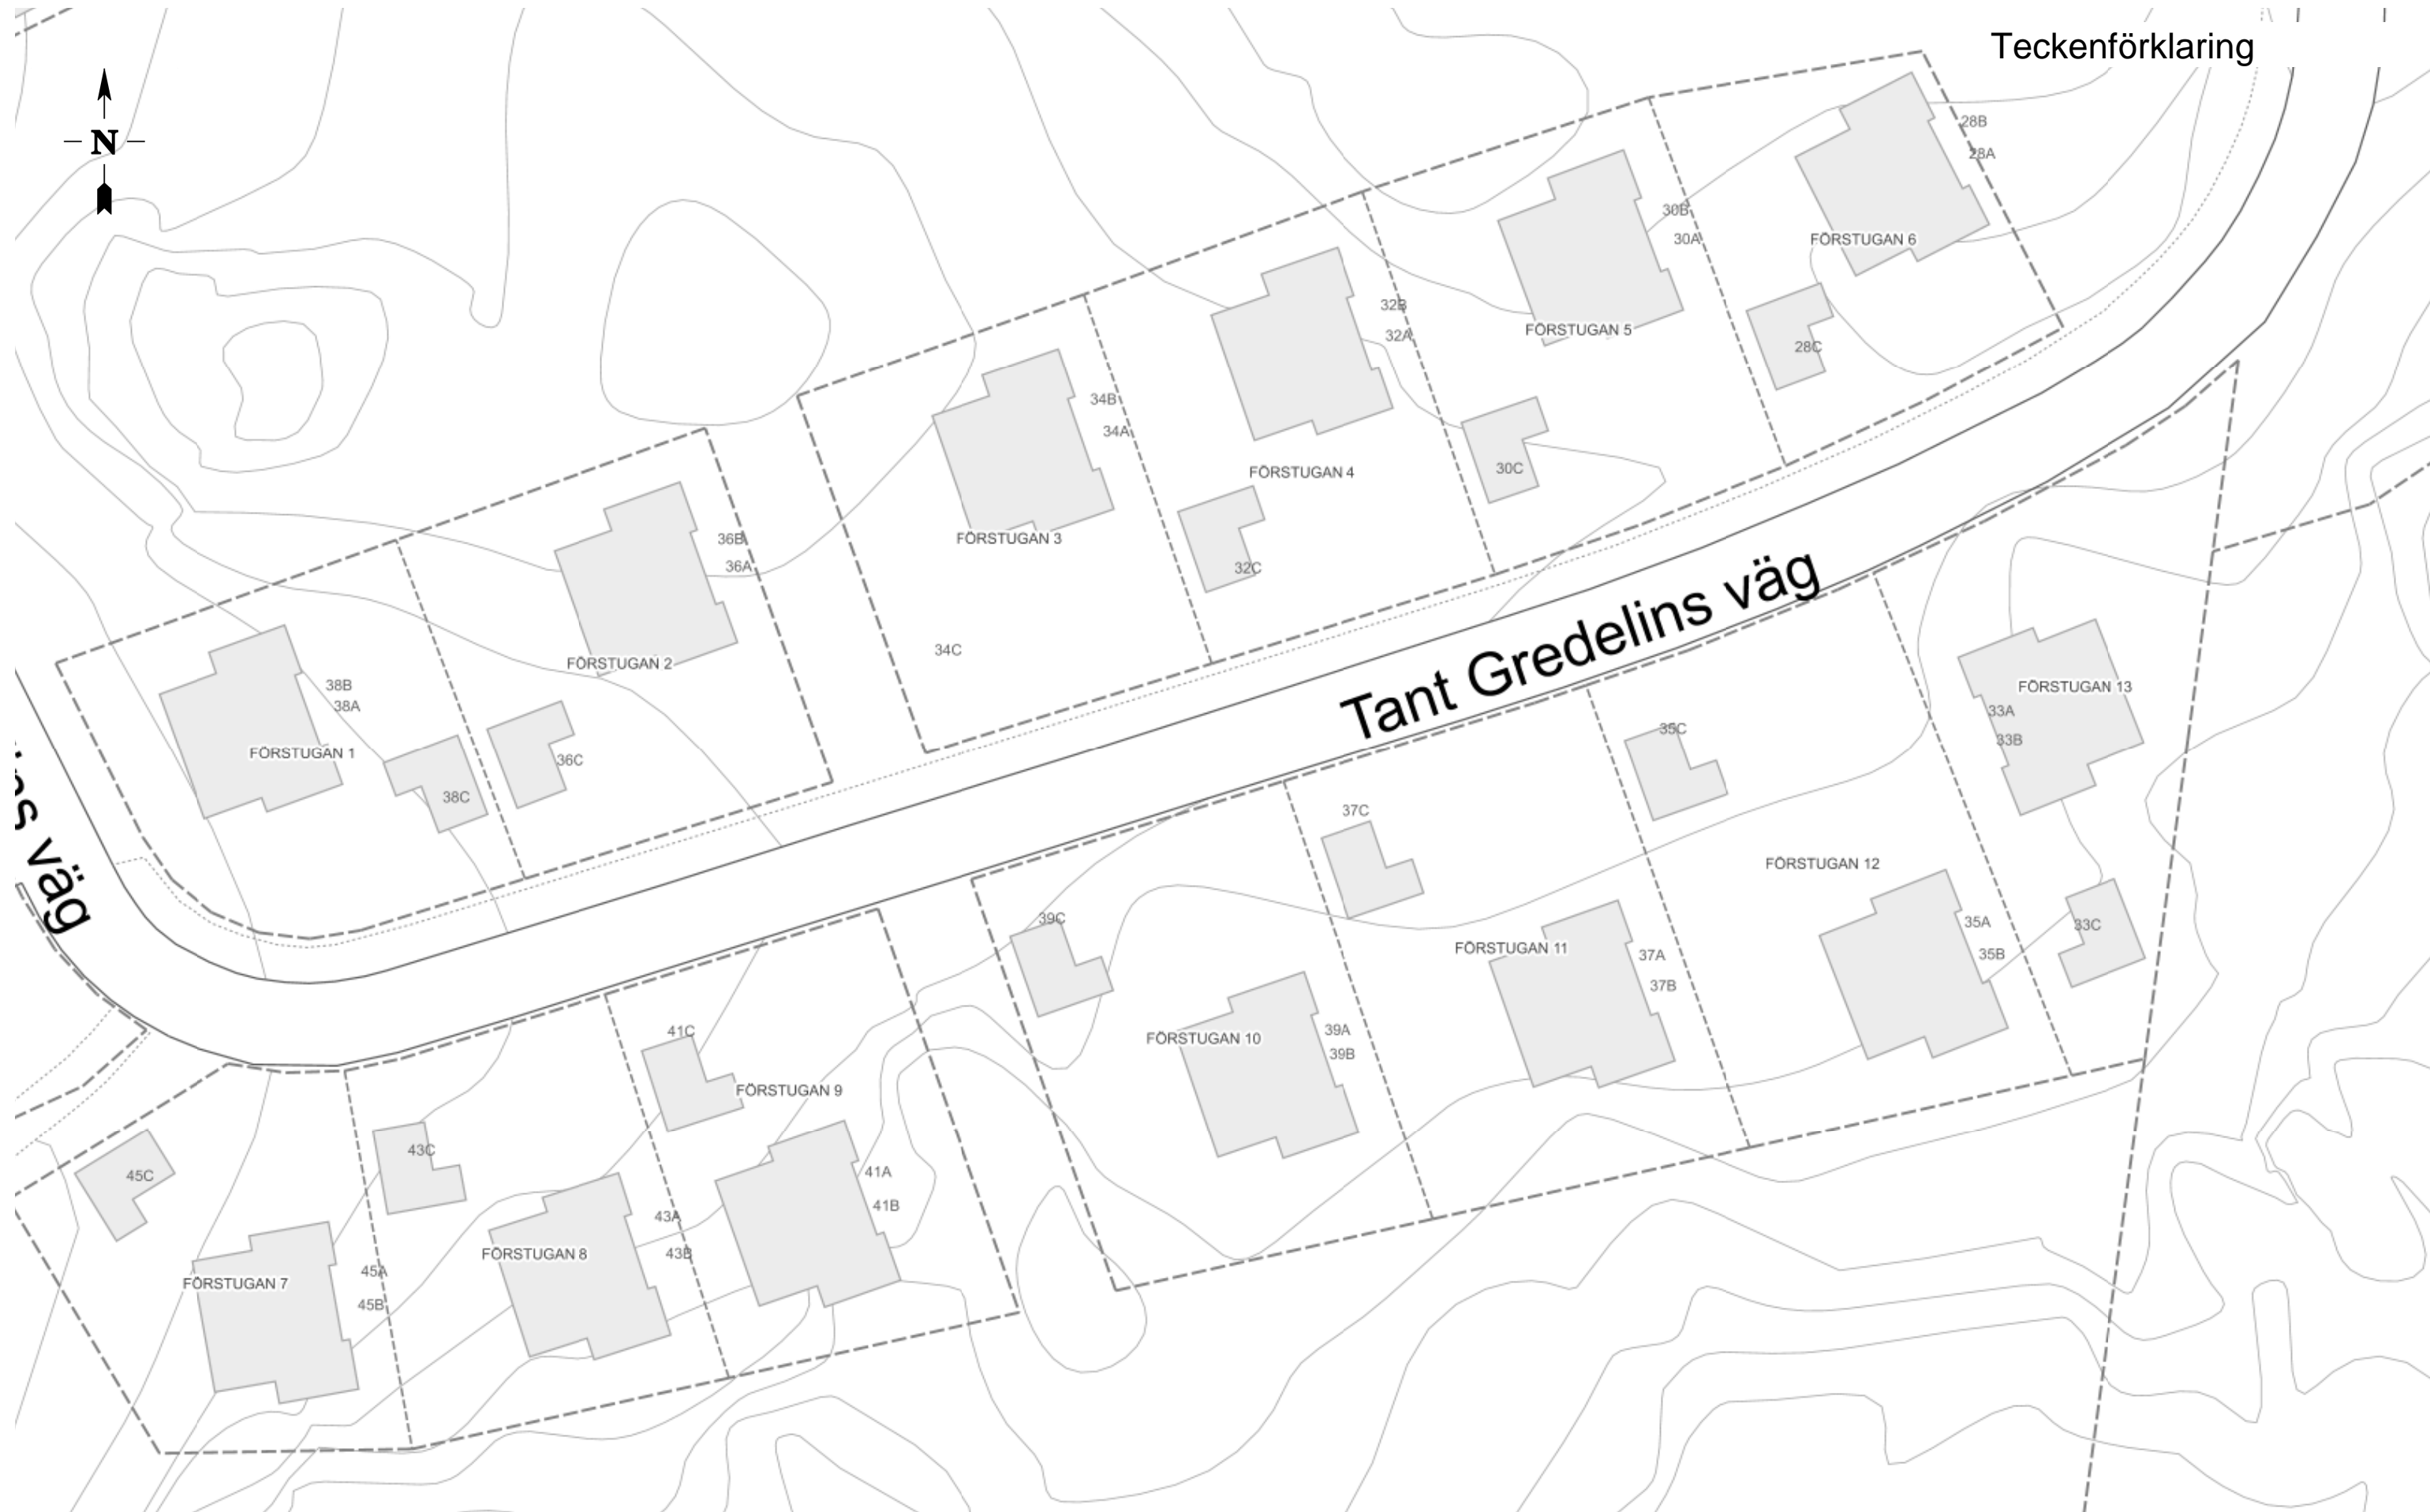 Teckenförklaring
N
28B
28A
FÖRSTUGAN 6
28C
30B
30A
FÖRSTUGAN 5
30C
32B
32A
FÖRSTUGAN 4
32C
34B
34A
FÖRSTUGAN 3
34C
36B
36A
FÖRSTUGAN 2
36C
38B
38A
FÖRSTUGAN 1
38C
Tant Gredelins väg
väg
FÖRSTUGAN 13
33A
33B
33C
35C
FÖRSTUGAN 12
35A
35B
37C
FÖRSTUGAN 11
37A
37B
39C
FÖRSTUGAN 10
39A
39B
41C
FÖRSTUGAN 9
41A
41B
43C
FÖRSTUGAN 8
43A
43B
45C
FÖRSTUGAN 7
45A
45B